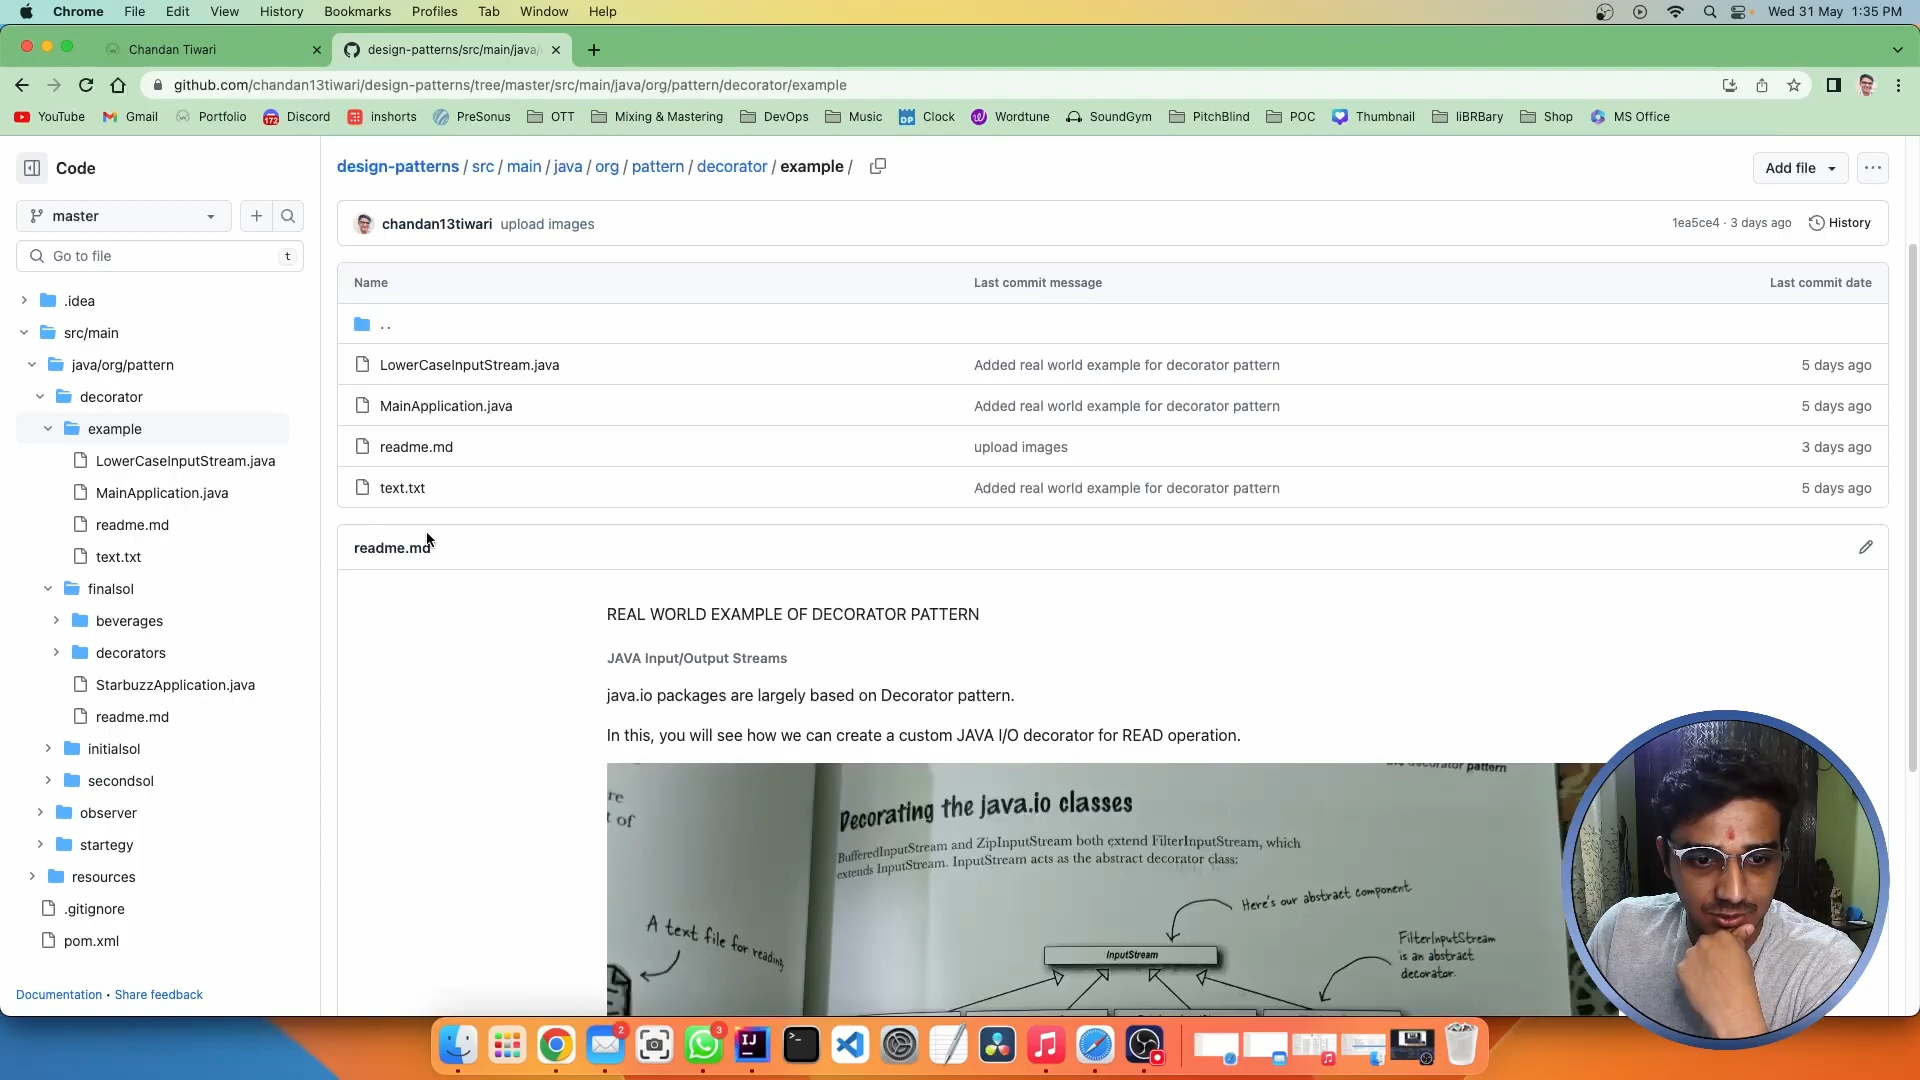 Chrome File Edit View History Bookmarks Profiles Tab Window Help Wed 31 May 1:35 PM
Chandan Tiwari
design-patterns/src/main/java/
github.com/chandan13tiwari/design-patterns/tree/master/src/main/java/org/pattern/decorator/example
YouTube Gmail Portfolio 172 Discord inshorts PreSonus OTT Mixing & Mastering DevOps Music DP Clock Wordtune SoundGym PitchBlind POC Thumbnail liBRBary Shop MS Office
Code
master
Go to file t
.idea
src/main
java/org/pattern
decorator
example
LowerCaseInputStream.java
MainApplication.java
readme.md
text.txt
finalsol
beverages
decorators
StarbuzzApplication.java
readme.md
initialsol
secondsol
observer
startegy
resources
.gitignore
pom.xml
Documentation • Share feedback
design-patterns / src / main / java / org / pattern / decorator / example /
Add file
chandan13tiwari upload images 1ea5ce4 · 3 days ago History
Name Last commit message Last commit date
..
LowerCaseInputStream.java Added real world example for decorator pattern 5 days ago
MainApplication.java Added real world example for decorator pattern 5 days ago
readme.md upload images 3 days ago
text.txt Added real world example for decorator pattern 5 days ago
readme.md
REAL WORLD EXAMPLE OF DECORATOR PATTERN
JAVA Input/Output Streams
java.io packages are largely based on Decorator pattern.
In this, you will see how we can create a custom JAVA I/O decorator for READ operation.
decorator pattern
re
t of
Decorating the java.io classes
BufferedInputStream and ZipInputStream both extend FilterInputStream, which
extends InputStream. InputStream acts as the abstract decorator class:
Here's our abstract component
A text file for reading
InputStream
FilterInputStream
is an abstract
decorator.
2
3
IJ